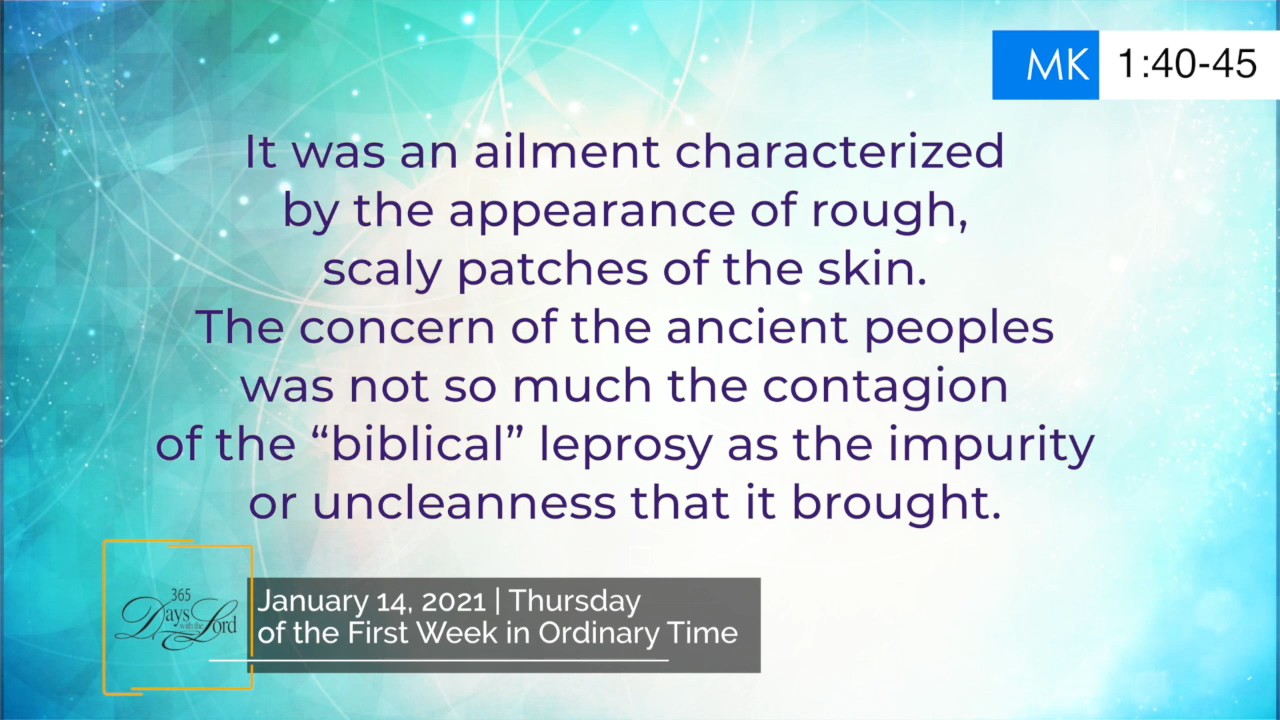 MK 1:40-45
It was an ailment characterized
by the appearance of rough,
scaly patches of the skin.
The concern of the ancient peoples
was not so much the contagion
of the “biblical” leprosy as the impurity
or uncleanness that it brought.
365
Days with the Lord
January 14, 2021 | Thursday
of the First Week in Ordinary Time